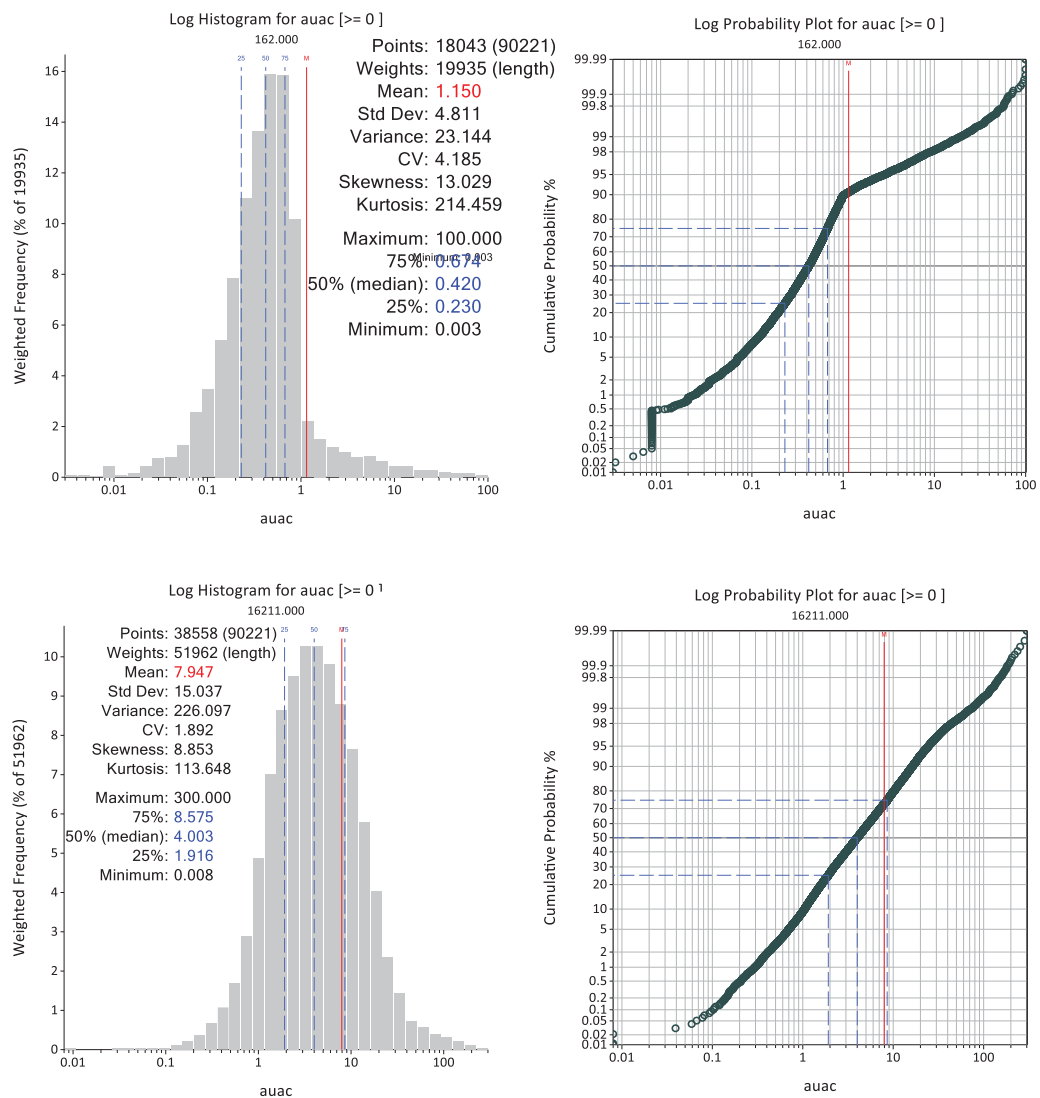 Log Histogram for auac [>= 0 ]
162.000
25 50 75 M
Points: 18043 (90221)
Weights: 19935 (length)
Mean: 1.150
Std Dev: 4.811
Variance: 23.144
CV: 4.185
Skewness: 13.029
Kurtosis: 214.459
Maximum: 100.000
75%: 0.674
Minimum: 0.003
50% (median): 0.420
25%: 0.230
Minimum: 0.003
Weighted Frequency (% of 19935)
16
14
12
10
8
6
4
2
0
0.01 0.1 1 10 100
auac
Log Probability Plot for auac [>= 0 ]
162.000
M
Cumulative Probability %
99.99
99.9
99.8
99
98
95
90
80
70
60
50
40
30
20
10
5
2
1
0.5
0.2
0.1
0.05
0.02
0.01
0.01 0.1 1 10 100
auac
Log Histogram for auac [>= 0 ]
16211.000
25 50 M 75
Points: 38558 (90221)
Weights: 51962 (length)
Mean: 7.947
Std Dev: 15.037
Variance: 226.097
CV: 1.892
Skewness: 8.853
Kurtosis: 113.648
Maximum: 300.000
75%: 8.575
50% (median): 4.003
25%: 1.916
Minimum: 0.008
Weighted Frequency (% of 51962)
10
9
8
7
6
5
4
3
2
1
0
0.01 0.1 1 10 100
auac
Log Probability Plot for auac [>= 0 ]
16211.000
M
Cumulative Probability %
99.99
99.9
99.8
99
98
95
90
80
70
60
50
40
30
20
10
5
2
1
0.5
0.2
0.1
0.05
0.02
0.01
0.01 0.1 1 10 100
auac